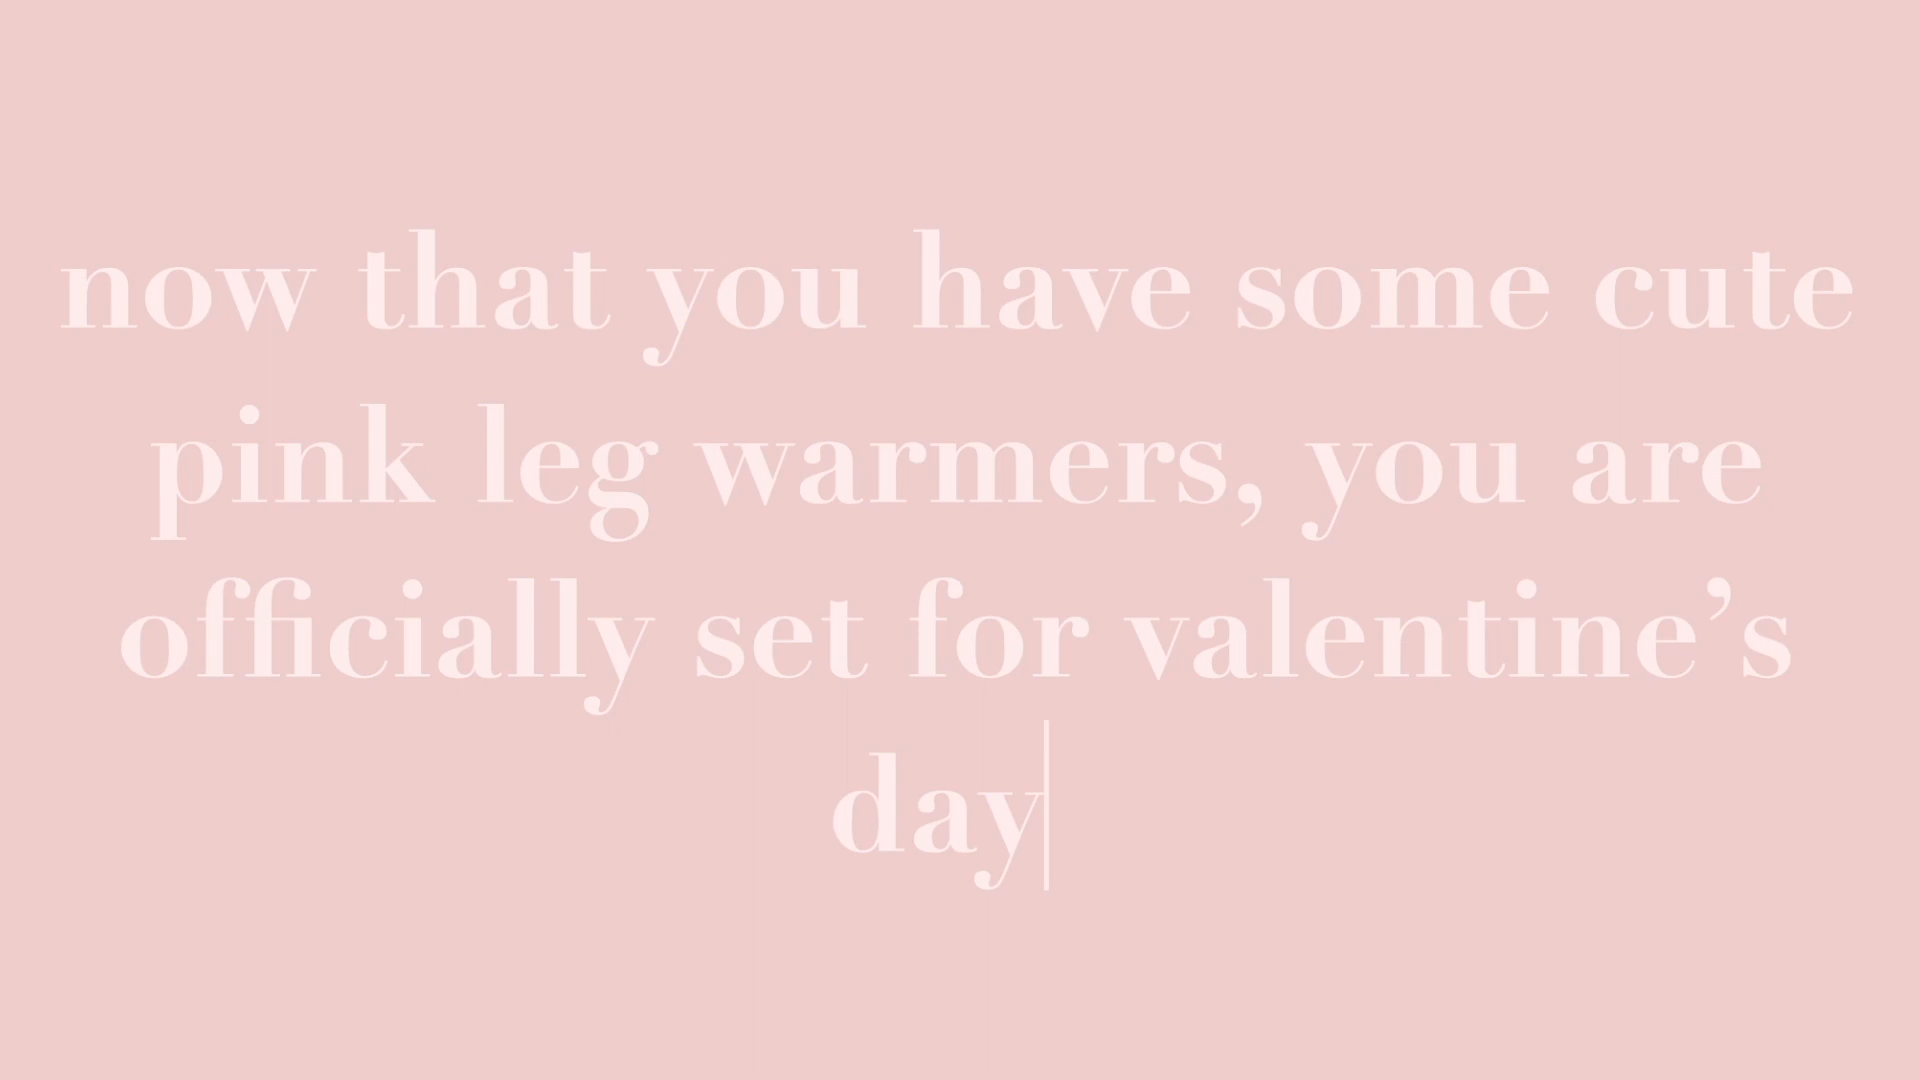 now that you have some cute
pink leg warmers, you are
officially set for valentine’s
day